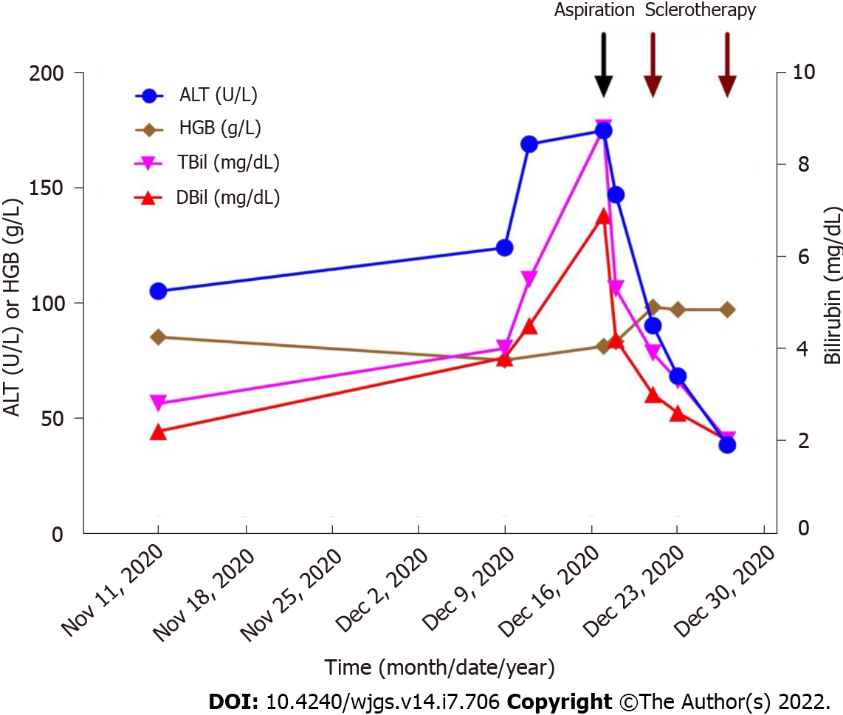 Aspiration Sclerotherapy
200
150
100
50
0
10
8
6
4
2
0
ALT (U/L)
HGB (g/L)
TBil (mg/dL)
DBil (mg/dL)
ALT (U/L) or HGB (g/L)
Bilirubin (mg/dL)
Nov 11, 2020
Nov 18, 2020
Nov 25, 2020
Dec 2, 2020
Dec 9, 2020
Dec 16, 2020
Dec 23, 2020
Dec 30, 2020
Time (month/date/year)
DOI: 10.4240/wjgs.v14.i7.706 Copyright ©The Author(s) 2022.